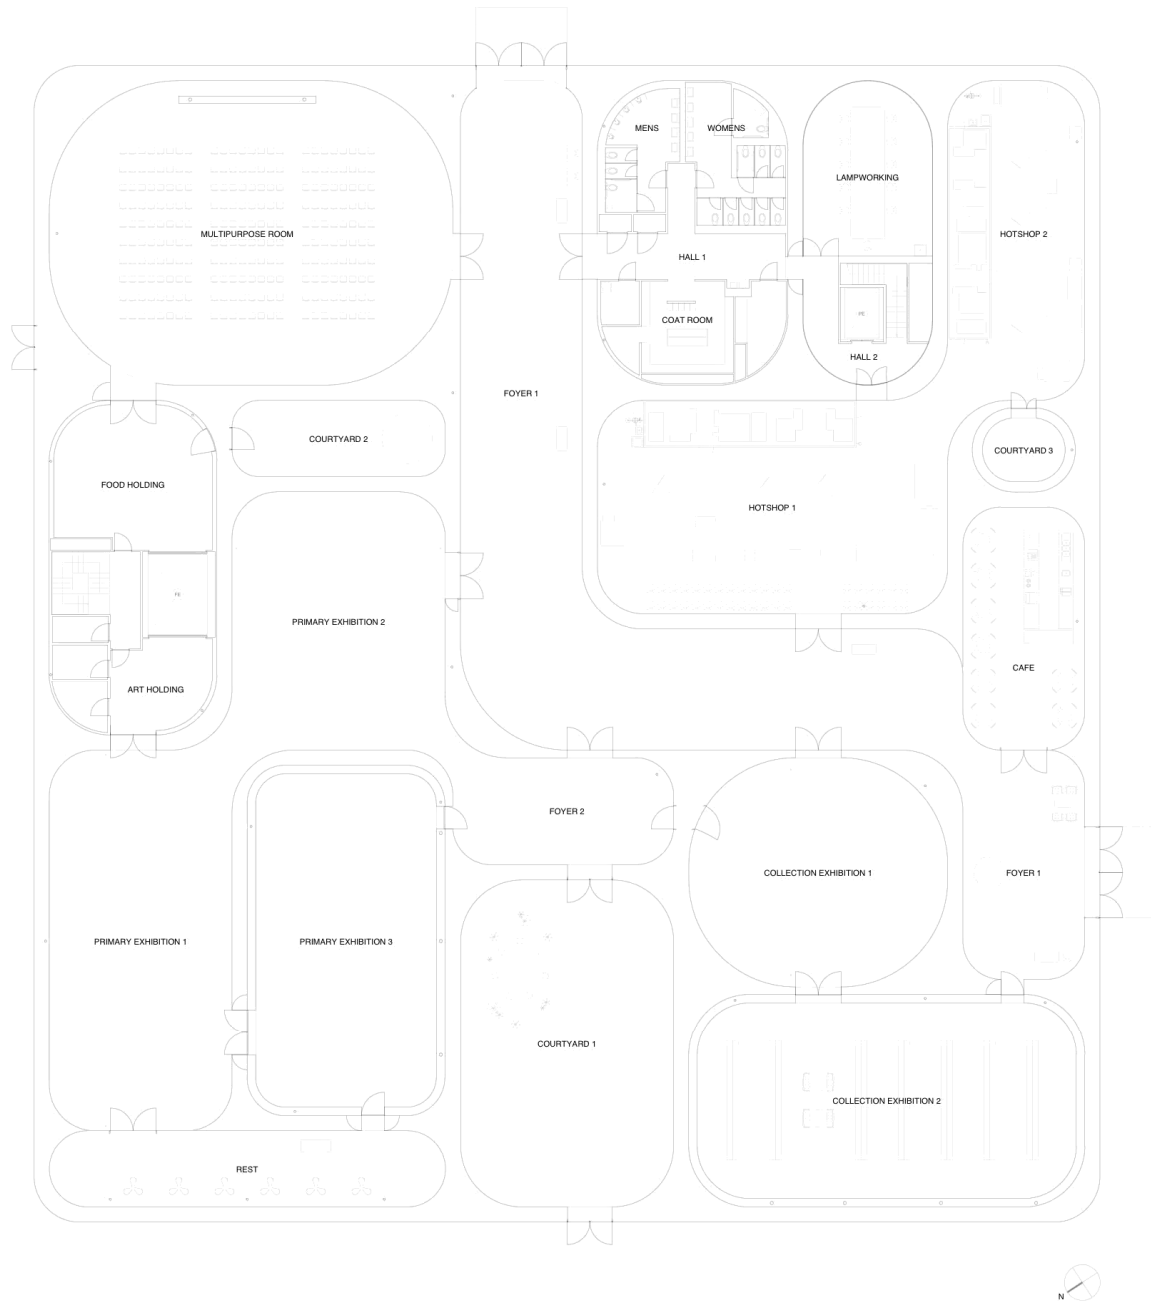 MENS
WOMENS
LAMPWORKING
MULTIPURPOSE ROOM
HOTSHOP 2
HALL 1
COAT ROOM
HALL 2
FOYER 1
COURTYARD 2
COURTYARD 3
FOOD HOLDING
HOTSHOP 1
PRIMARY EXHIBITION 2
CAFE
ART HOLDING
FOYER 2
COLLECTION EXHIBITION 1
FOYER 1
PRIMARY EXHIBITION 1
PRIMARY EXHIBITION 3
COURTYARD 1
COLLECTION EXHIBITION 2
REST
N